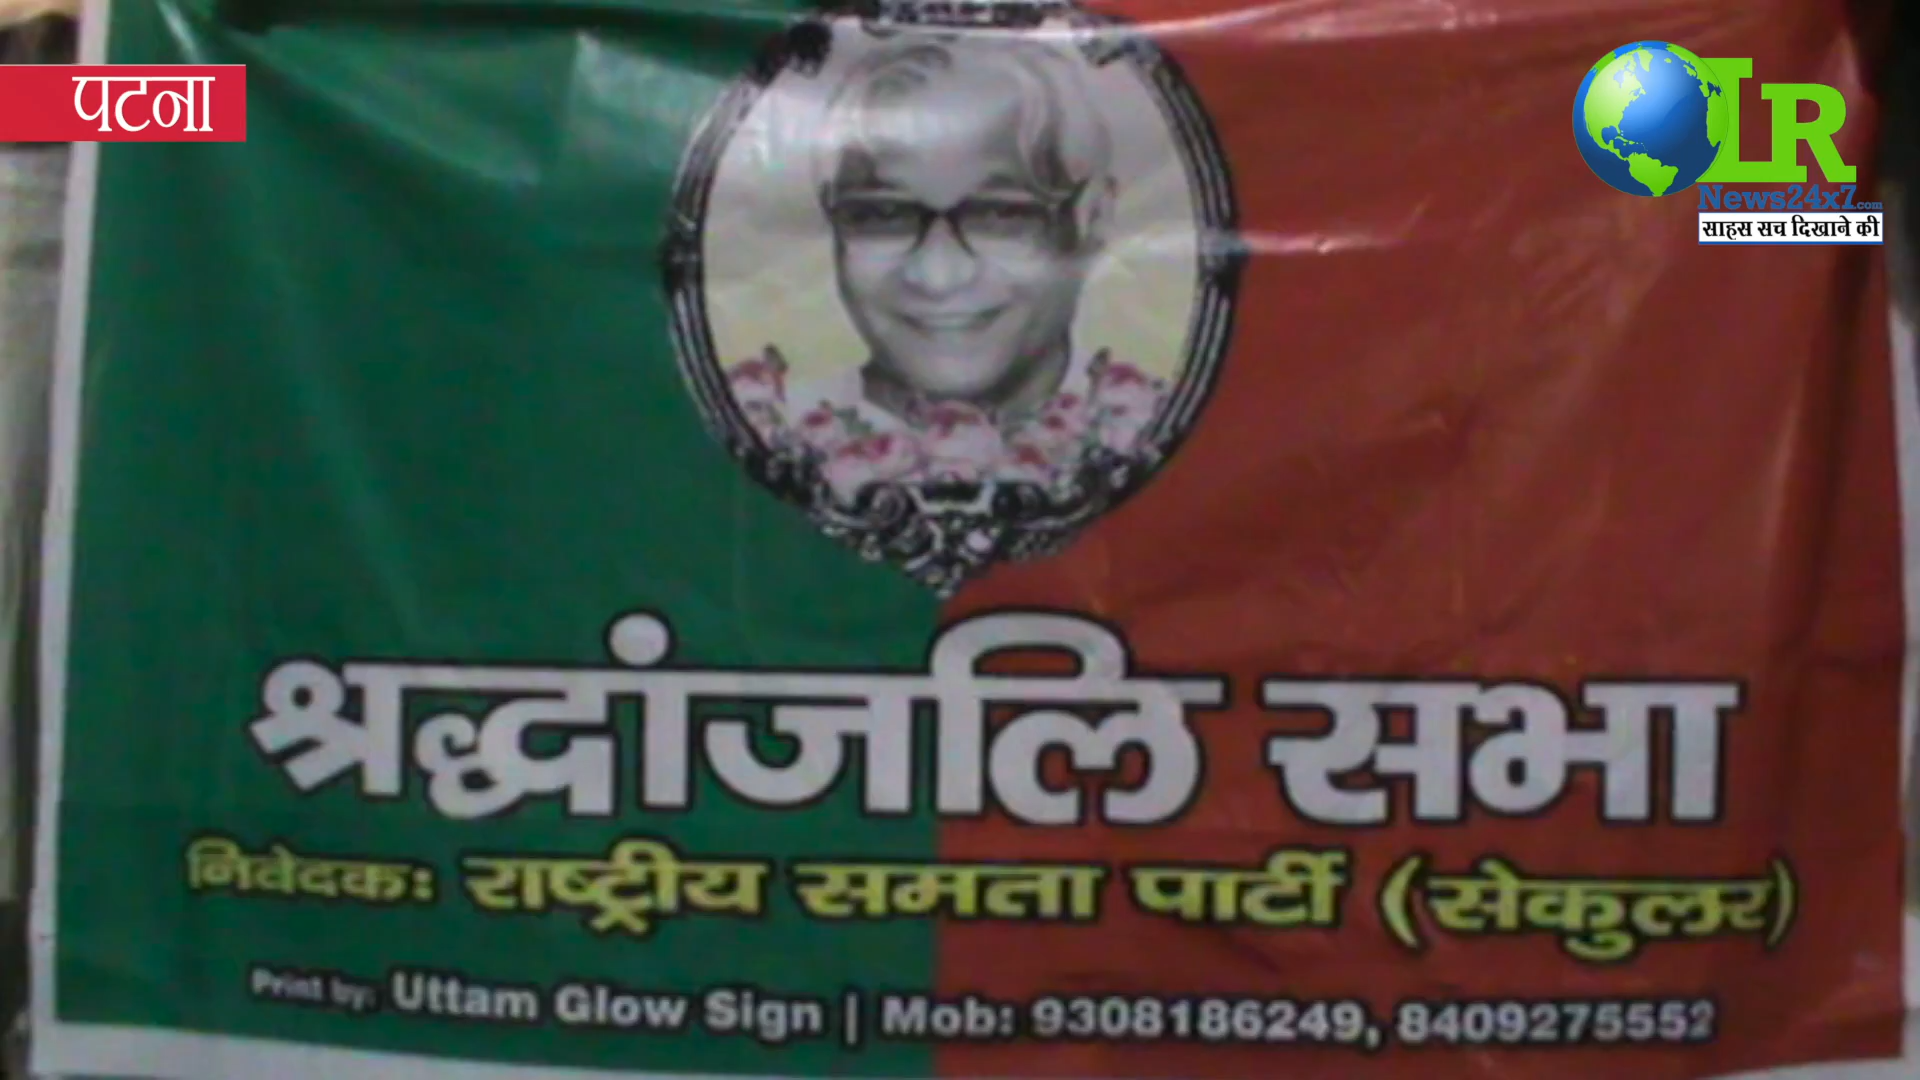 पटना
LR
News24x7.com
साहस सच दिखाने की
श्रद्धांजलि सभा
निवेदकः राष्ट्रीय समता पार्टी (सेकुलर)
Print by: Uttam Glow Sign | Mob: 9308186249, 8409275552